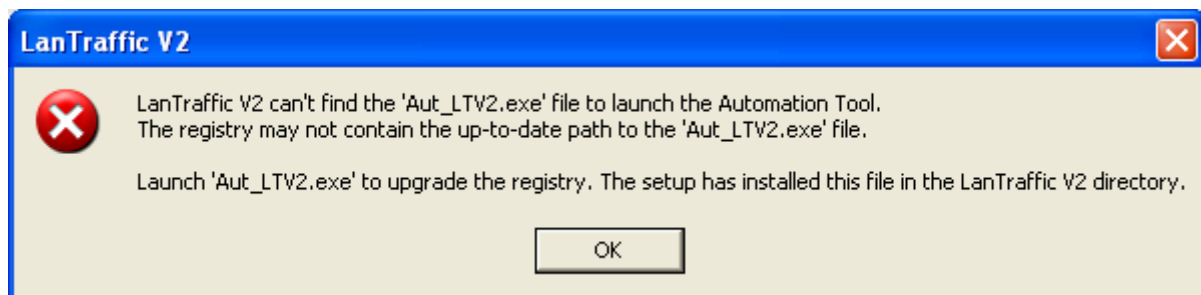 LanTraffic V2
LanTraffic V2 can't find the 'Aut_LTV2.exe' file to launch the Automation Tool.
The registry may not contain the up-to-date path to the 'Aut_LTV2.exe' file.
Launch 'Aut_LTV2.exe' to upgrade the registry. The setup has installed this file in the LanTraffic V2 directory.
OK